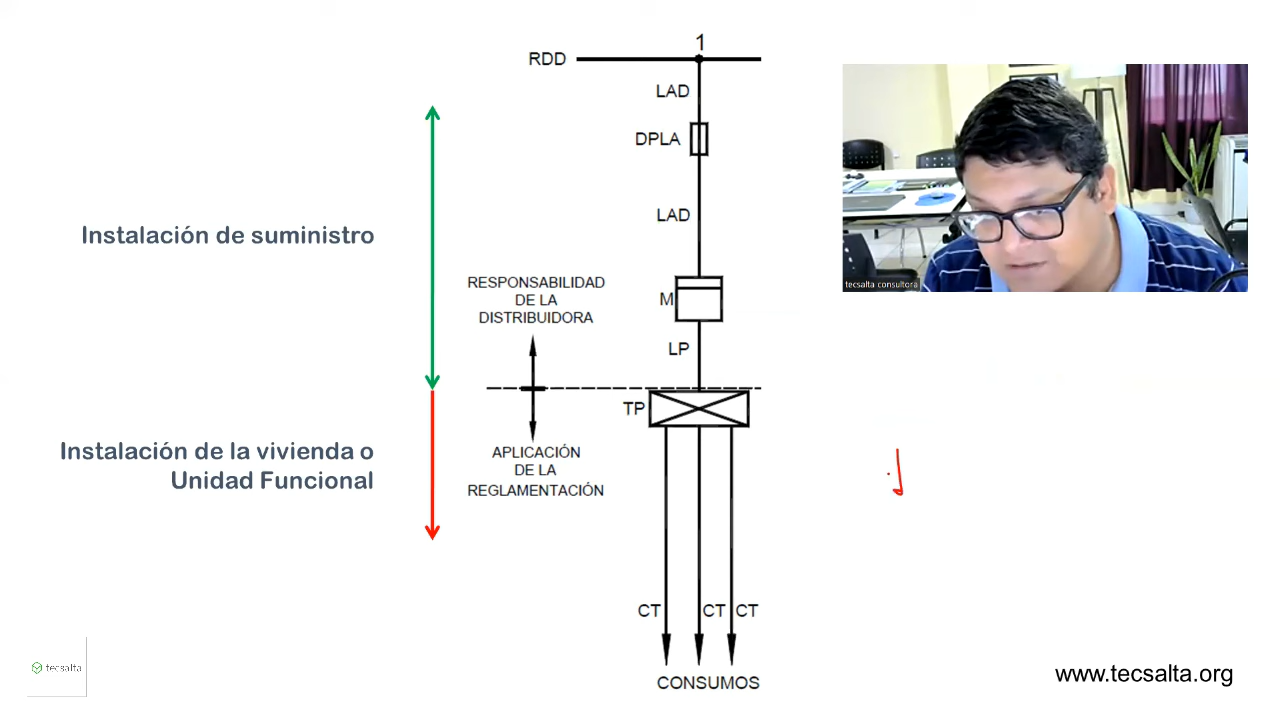 1
RDD
LAD
DPLA
LAD
Instalación de suministro
RESPONSABILIDAD
DE LA
DISTRIBUIDORA
M
LP
TP
Instalación de la vivienda o
Unidad Funcional
APLICACIÓN
DE LA
REGLAMENTACIÓN
CT CT CT
CONSUMOS
tecsalta consultora
tecsalta
www.tecsalta.org